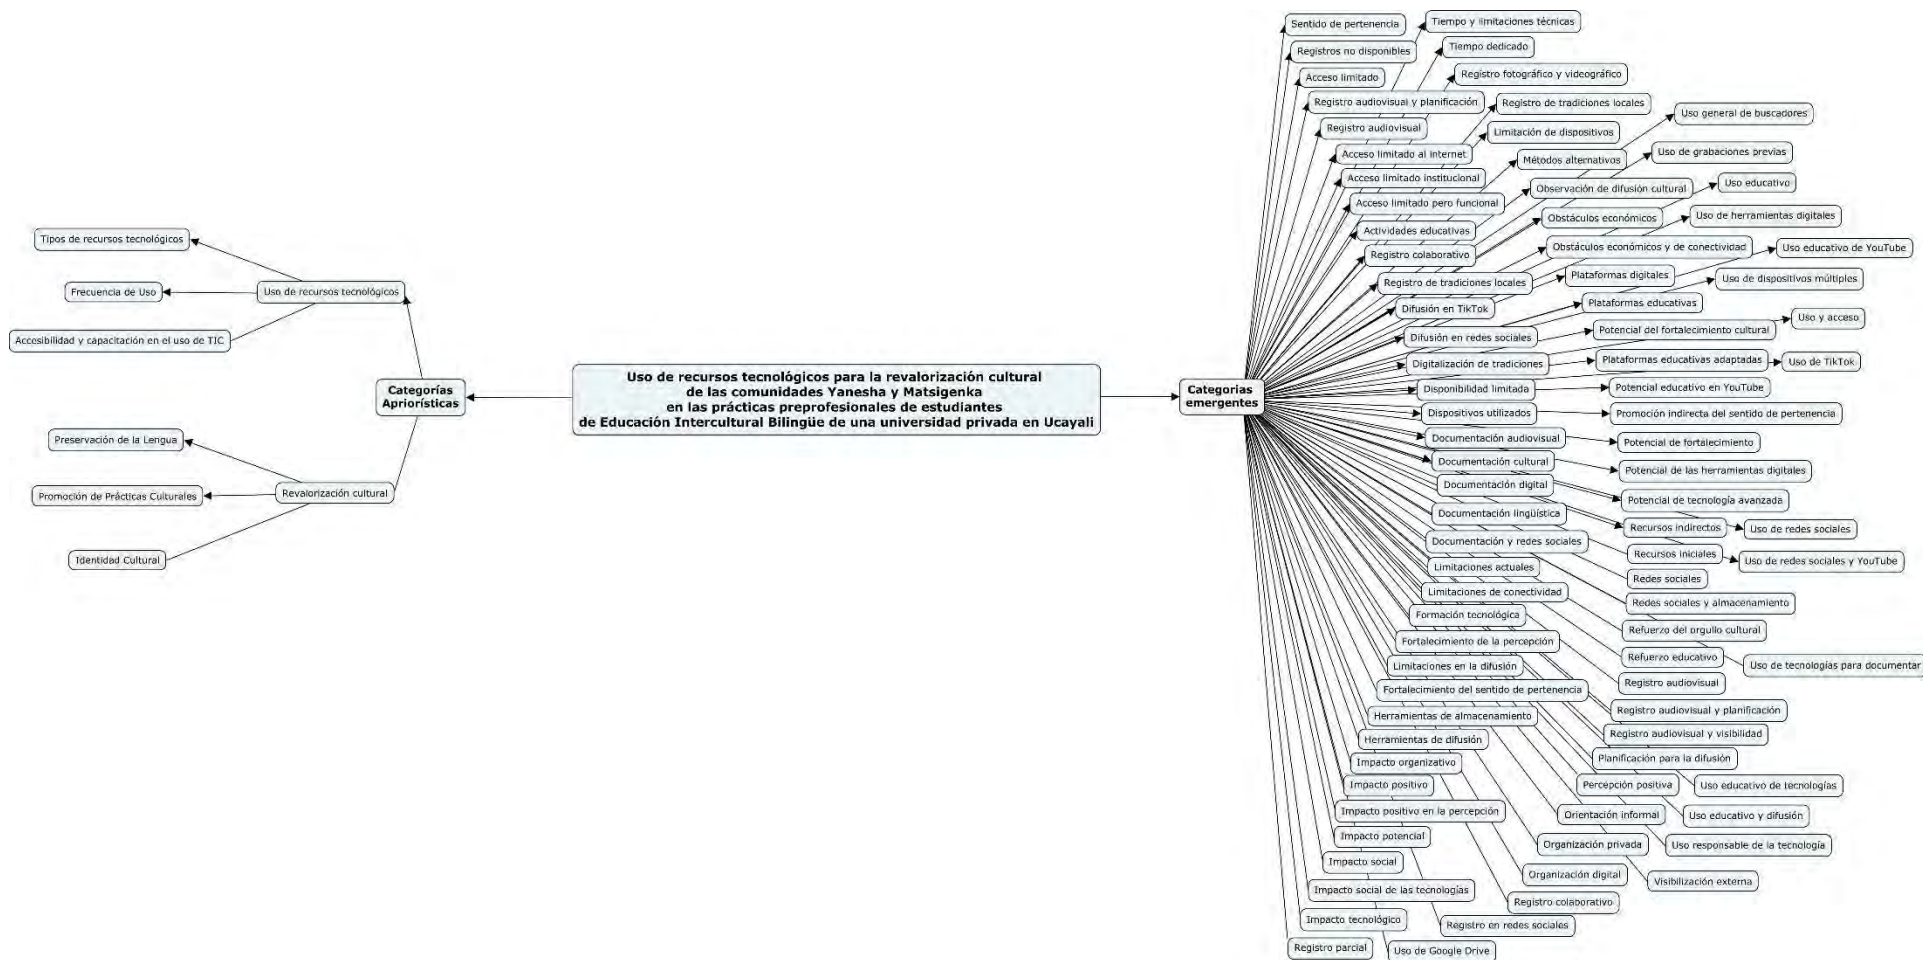 Tipos de recursos tecnológicos
Frecuencia de Uso
Accesibilidad y capacitación en el uso de TIC
Uso de recursos tecnológicos
Categorías
Apriorísticas
Preservación de la Lengua
Promoción de Prácticas Culturales
Identidad Cultural
Revalorización cultural
Uso de recursos tecnológicos para la revalorización cultural
de las comunidades Yanesha y Matsigenka
en las prácticas preprofesionales de estudiantes
de Educación Intercultural Bilingüe de una universidad privada en Ucayali
Categorias
emergentes
Sentido de pertenencia
Registros no disponibles
Acceso limitado
Registro audiovisual y planificación
Registro audiovisual
Acceso limitado al internet
Acceso limitado institucional
Acceso limitado pero funcional
Actividades educativas
Registro colaborativo
Registro de tradiciones locales
Difusión en TikTok
Difusión en redes sociales
Digitalización de tradiciones
Disponibilidad limitada
Dispositivos utilizados
Documentación audiovisual
Documentación cultural
Documentación digital
Documentación lingüística
Documentación y redes sociales
Limitaciones actuales
Limitaciones de conectividad
Formación tecnológica
Fortalecimiento de la percepción
Limitaciones en la difusión
Fortalecimiento del sentido de pertenencia
Herramientas de almacenamiento
Herramientas de difusión
Impacto organizativo
Impacto positivo
Impacto positivo en la percepción
Impacto potencial
Impacto social
Impacto social de las tecnologías
Impacto tecnológico
Registro parcial
Tiempo y limitaciones técnicas
Tiempo dedicado
Registro fotográfico y videográfico
Registro de tradiciones locales
Limitación de dispositivos
Métodos alternativos
Observación de difusión cultural
Obstáculos económicos
Obstáculos económicos y de conectividad
Plataformas digitales
Plataformas educativas
Potencial del fortalecimiento cultural
Plataformas educativas adaptadas
Potencial educativo en YouTube
Promoción indirecta del sentido de pertenencia
Potencial de fortalecimiento
Potencial de las herramientas digitales
Potencial de tecnología avanzada
Recursos indirectos
Recursos iniciales
Redes sociales
Redes sociales y almacenamiento
Refuerzo del orgullo cultural
Refuerzo educativo
Registro audiovisual
Registro audiovisual y planificación
Registro audiovisual y visibilidad
Planificación para la difusión
Percepción positiva
Orientación informal
Organización privada
Organización digital
Registro colaborativo
Registro en redes sociales
Uso de Google Drive
Uso general de buscadores
Uso de grabaciones previas
Uso educativo
Uso de herramientas digitales
Uso educativo de YouTube
Uso de dispositivos múltiples
Uso y acceso
Uso de TikTok
Uso de redes sociales
Uso de redes sociales y YouTube
Uso de tecnologías para documentar
Uso educativo de tecnologías
Uso educativo y difusión
Uso responsable de la tecnología
Visibilización externa